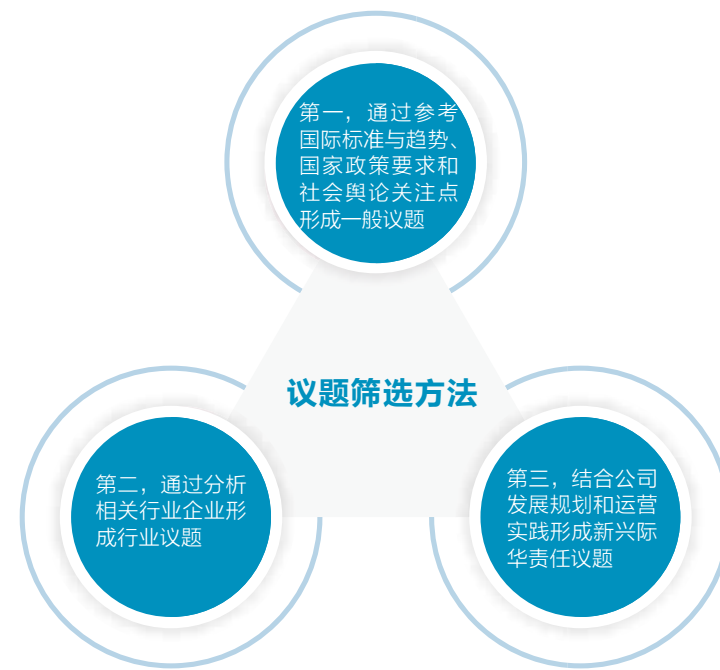 第一，通过参考
国际标准与趋势、
国家政策要求和
社会舆论关注点
形成一般议题
议题筛选方法
第二，通过分析
相关行业企业形
成行业议题
第三，结合公司
发展规划和运营
实践形成新兴际
华责任议题